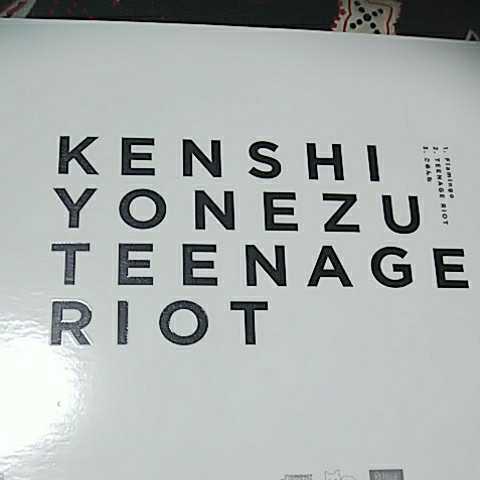 KENSHI
YONEZU
TEENAGE
RIOT
1. Flamingo
2. TEENAGE RIOT
3. ごめんね